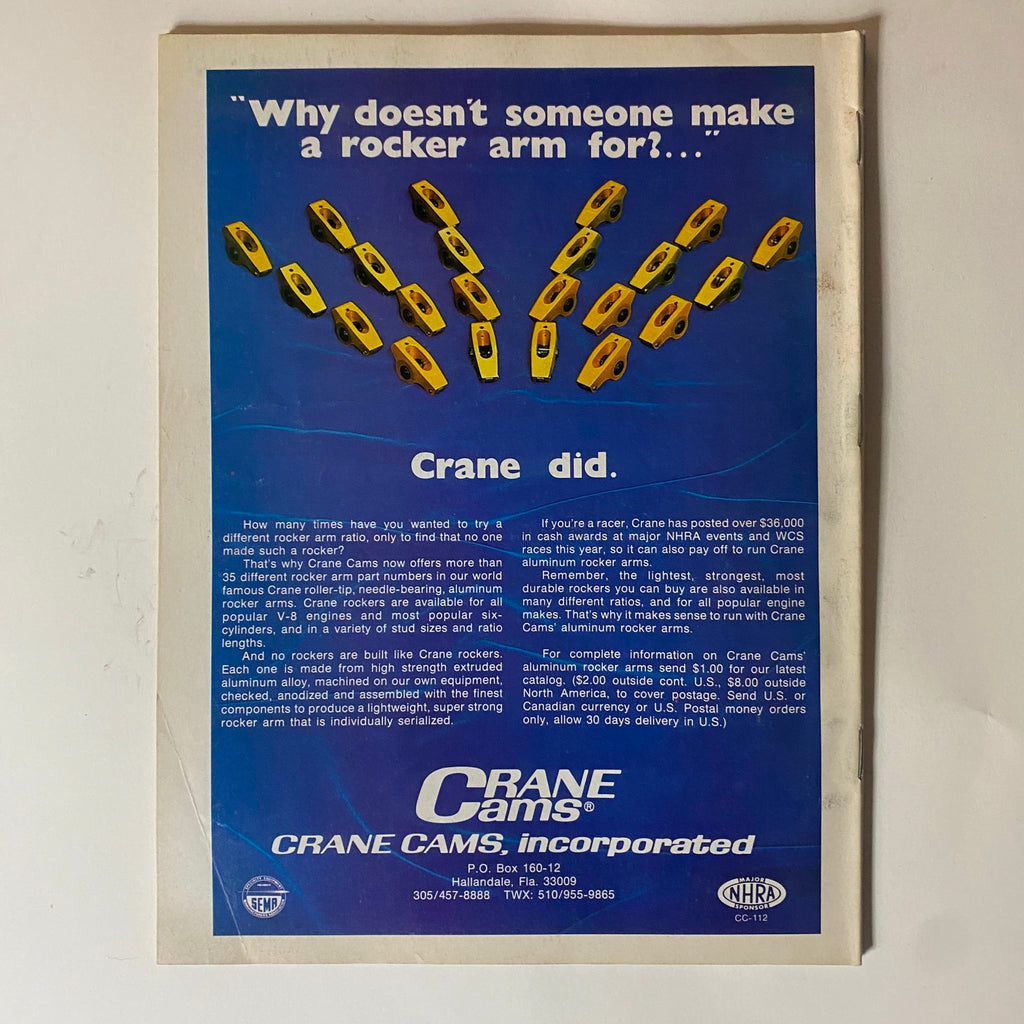 "Why doesn't someone make
a rocker arm for?..."
Crane did.
How many times have you wanted to try a
different rocker arm ratio, only to find that no one
made such a rocker?
That's why Crane Cams now offers more than
35 different rocker arm part numbers in our world
famous Crane roller-tip, needle-bearing, aluminum
rocker arms. Crane rockers are available for all
popular V-8 engines and most popular six-
cylinders, and in a variety of stud sizes and ratio
lengths.
And no rockers are built like Crane rockers.
Each one is made from high strength extruded
aluminum alloy, machined on our own equipment,
checked, anodized and assembled with the finest
components to produce a lightweight, super strong
rocker arm that is individually serialized.
If you're a racer, Crane has posted over $36,000
in cash awards at major NHRA events and WCS
races this year, so it can also pay off to run Crane
aluminum rocker arms.
Remember, the lightest, strongest, most
durable rockers you can buy are also available in
many different ratios, and for all popular engine
makes. That's why it makes sense to run with Crane
Cams' aluminum rocker arms.
For complete information on Crane Cams'
aluminum rocker arms send $1.00 for our latest
catalog. ($2.00 outside cont. U.S., $8.00 outside
North America, to cover postage. Send U.S. or
Canadian currency or U.S. Postal money orders
only, allow 30 days delivery in U.S.)
CRANE
Cams®
CRANE CAMS, incorporated
P.O. Box 160-12
Hallandale, Fla. 33009
305/457-8888 TWX: 510/955-9865
SEMA
MAJOR
NHRA
SPONSOR
CC-112